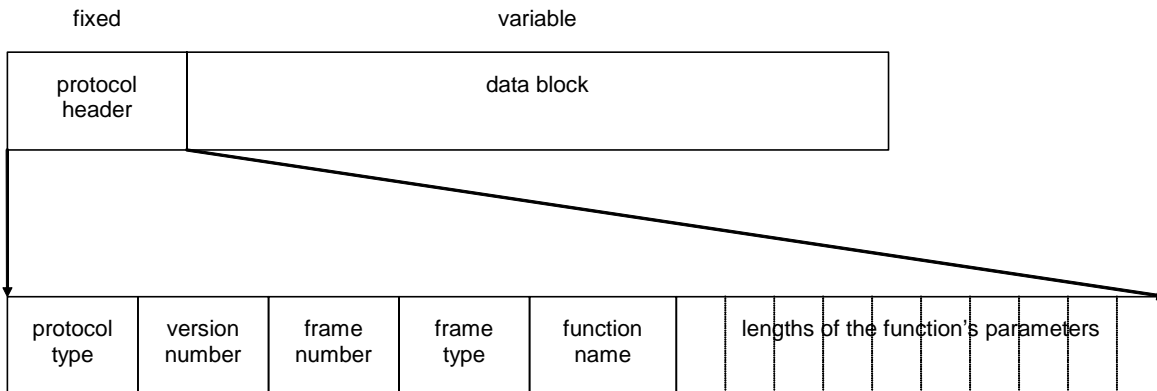 fixed
variable
protocol
header
data block
protocol
type
version
number
frame
number
frame
type
function
name
lengths of the function's parameters